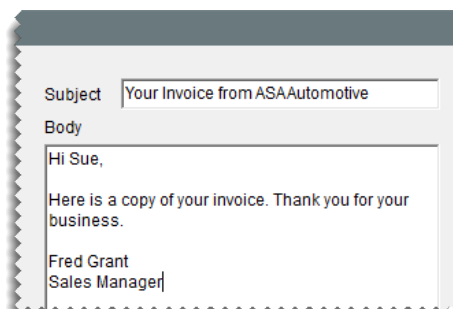 Subject Your Invoice from ASAAutomotive
Body
Hi Sue,
Here is a copy of your invoice. Thank you for your
business.
Fred Grant
Sales Manager